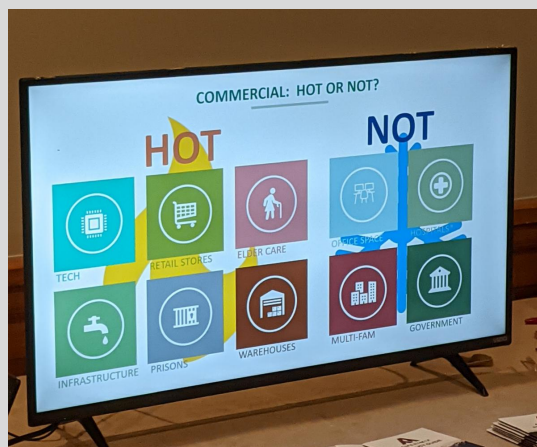 COMMERCIAL: HOT OR NOT?
HOT
NOT
TECH
RETAIL STORES
ELDER CARE
OFFICE SPACE
HOSPITALS*
INFRASTRUCTURE
PRISONS
WAREHOUSES
MULTI-FAM
GOVERNMENT